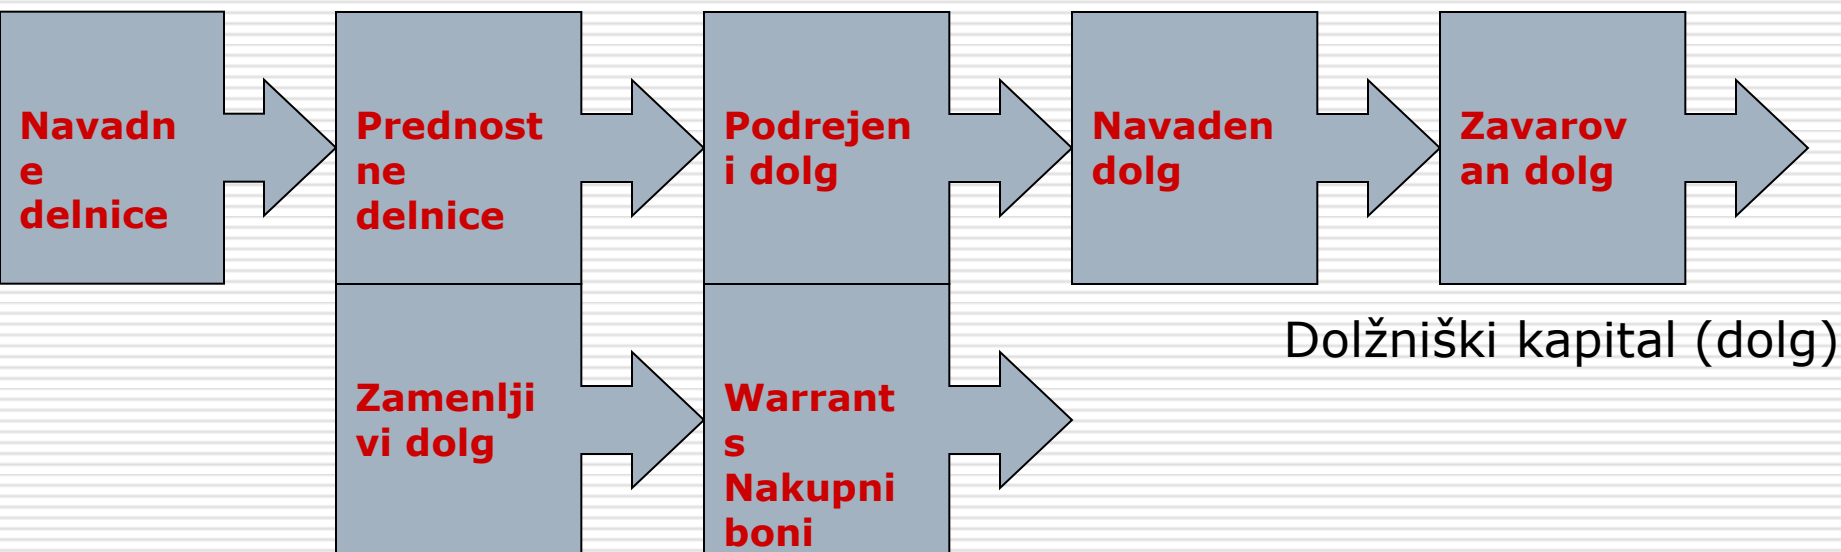 Navadn
e
delnice
Prednost
ne
delnice
Podrejen
i dolg
Navaden
dolg
Zavarov
an dolg
Dolžniški kapital (dolg)
Zamenlji
vi dolg
Warrant
s
Nakupni
boni